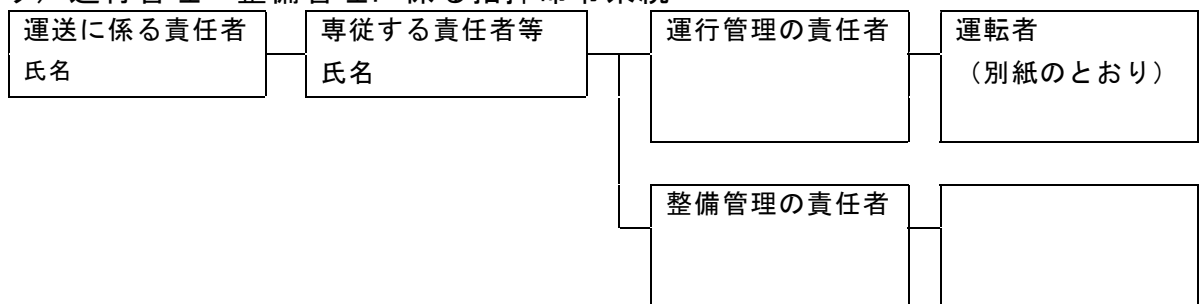 運送に係る責任者
氏名
専従する責任者等
氏名
運行管理の責任者
運転者
（別紙のとおり）
整備管理の責任者